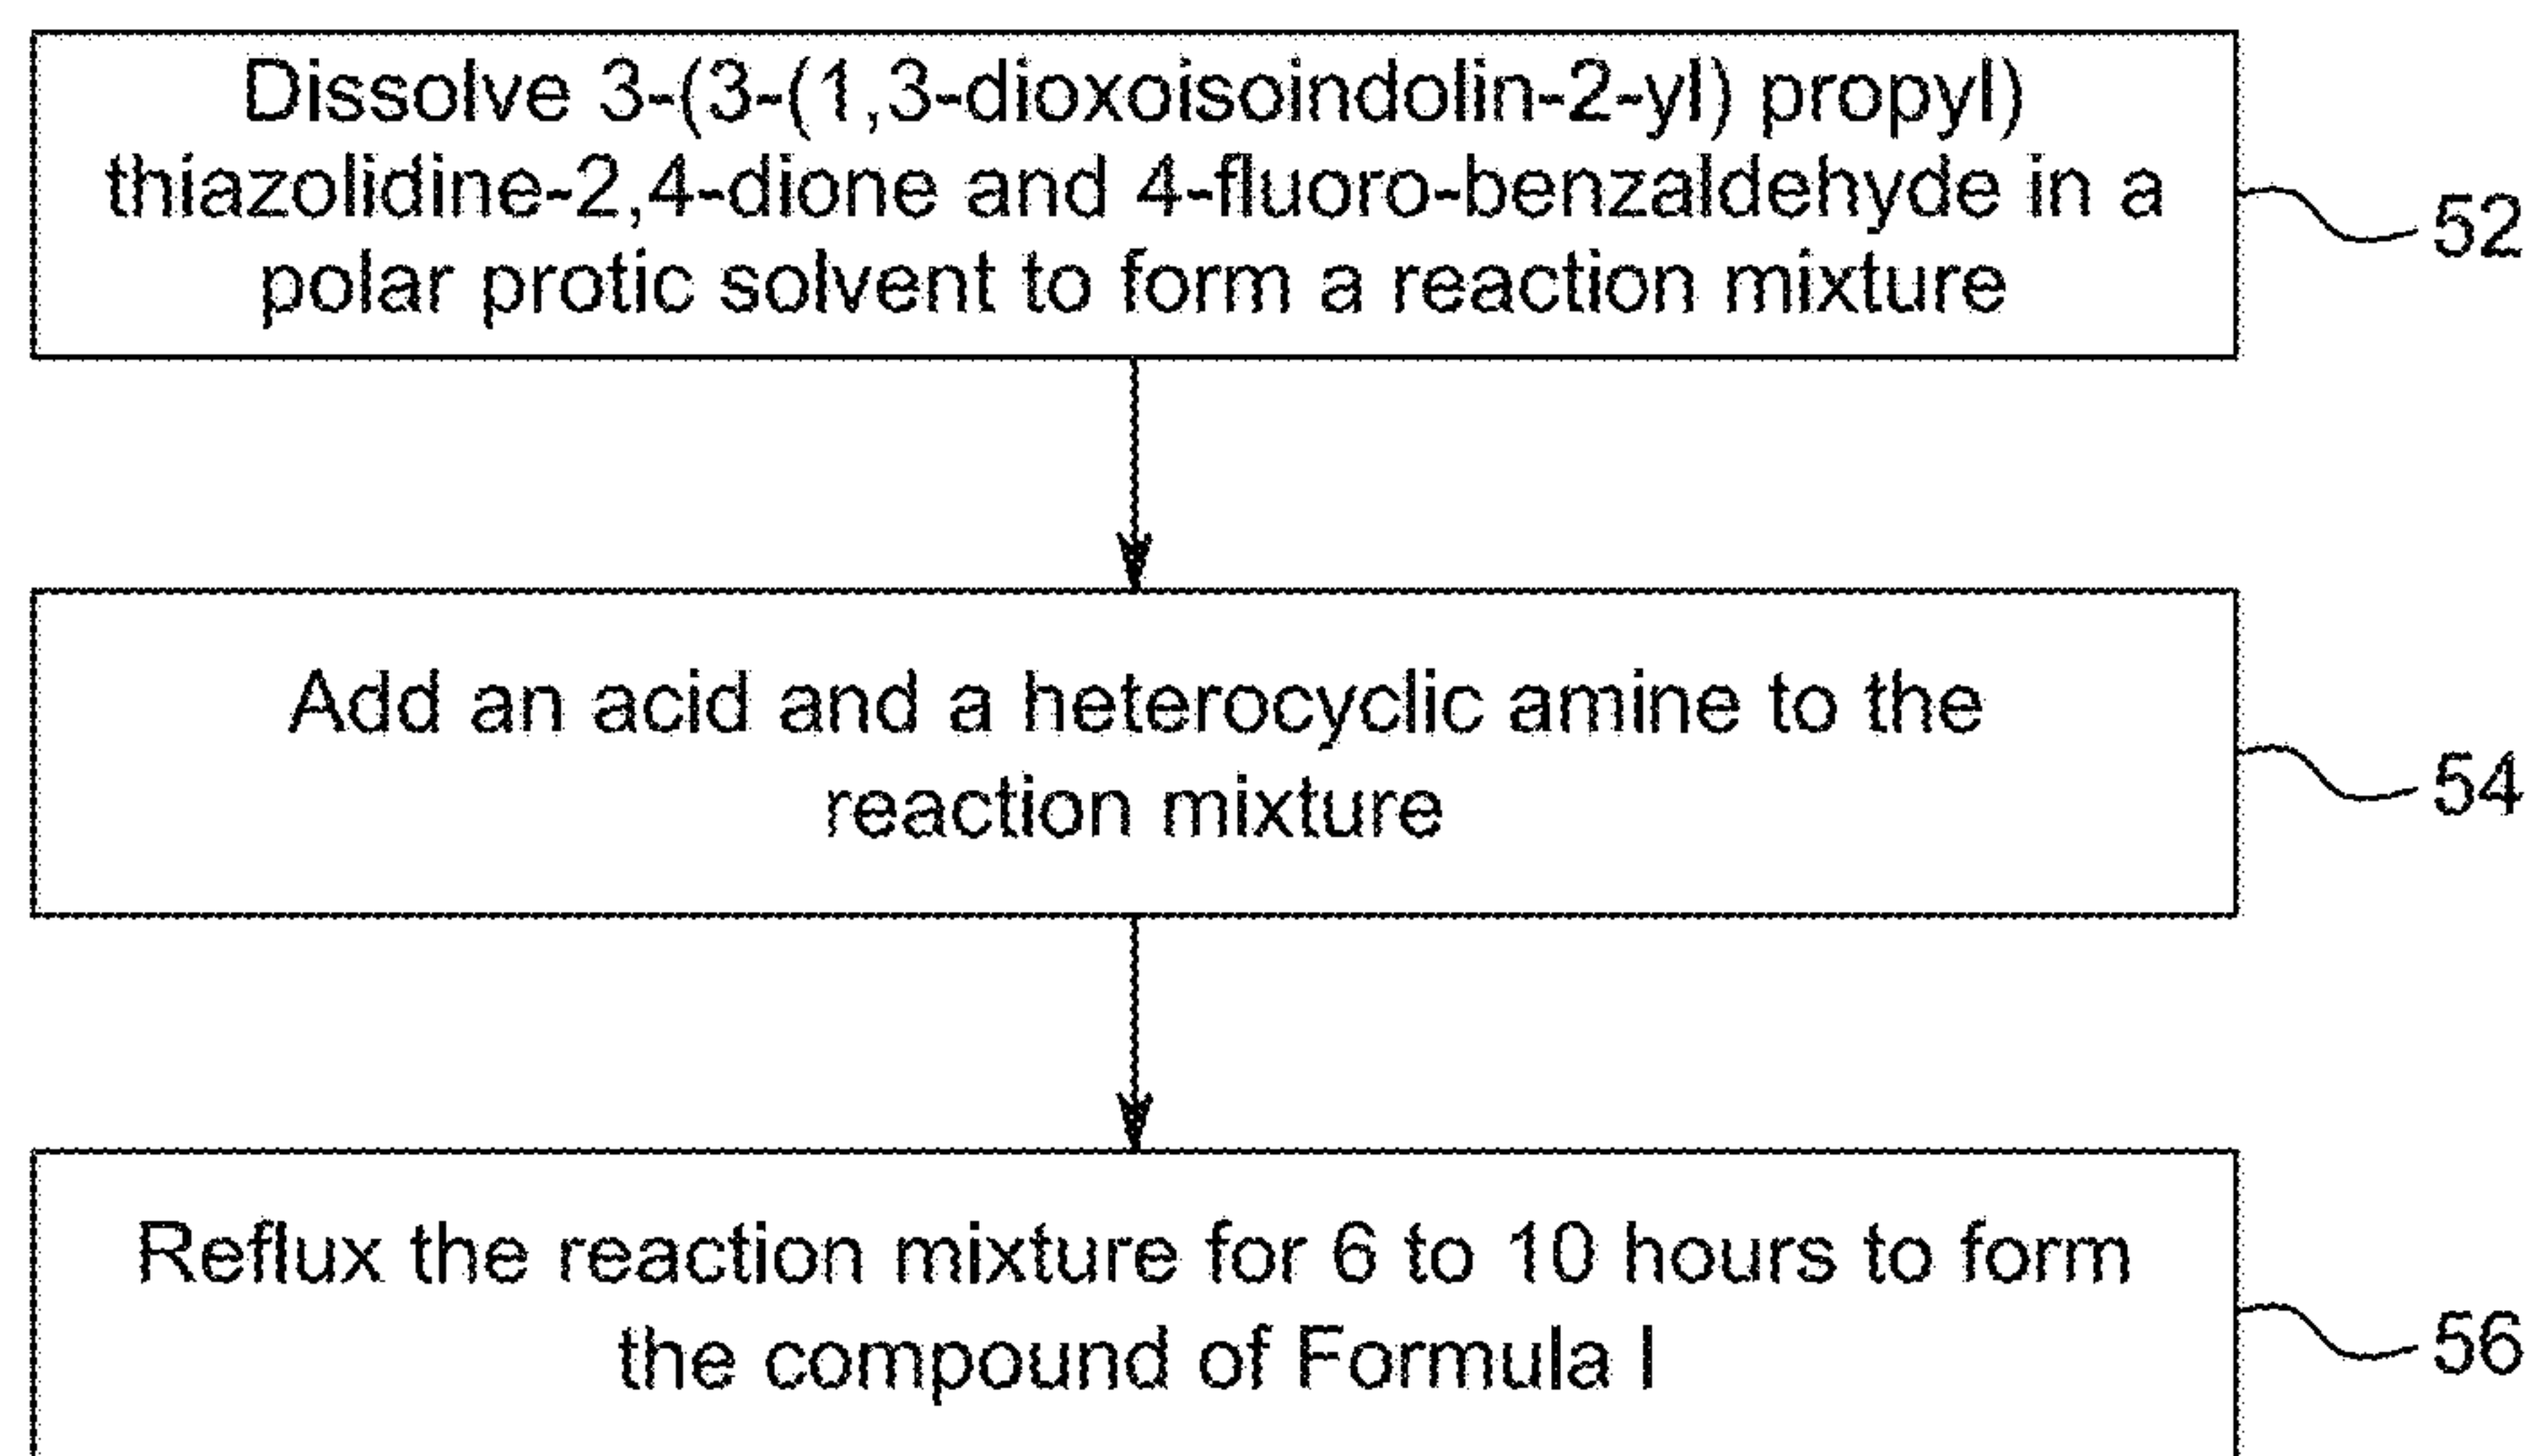 Dissolve 3-(3-(1,3-dioxoisoindolin-2-yl) propyl)
thiazolidine-2,4-dione and 4-fluoro-benzaldehyde in a
polar protic solvent to form a reaction mixture
52
Add an acid and a heterocyclic amine to the
reaction mixture
54
Reflux the reaction mixture for 6 to 10 hours to form
the compound of Formula I
56